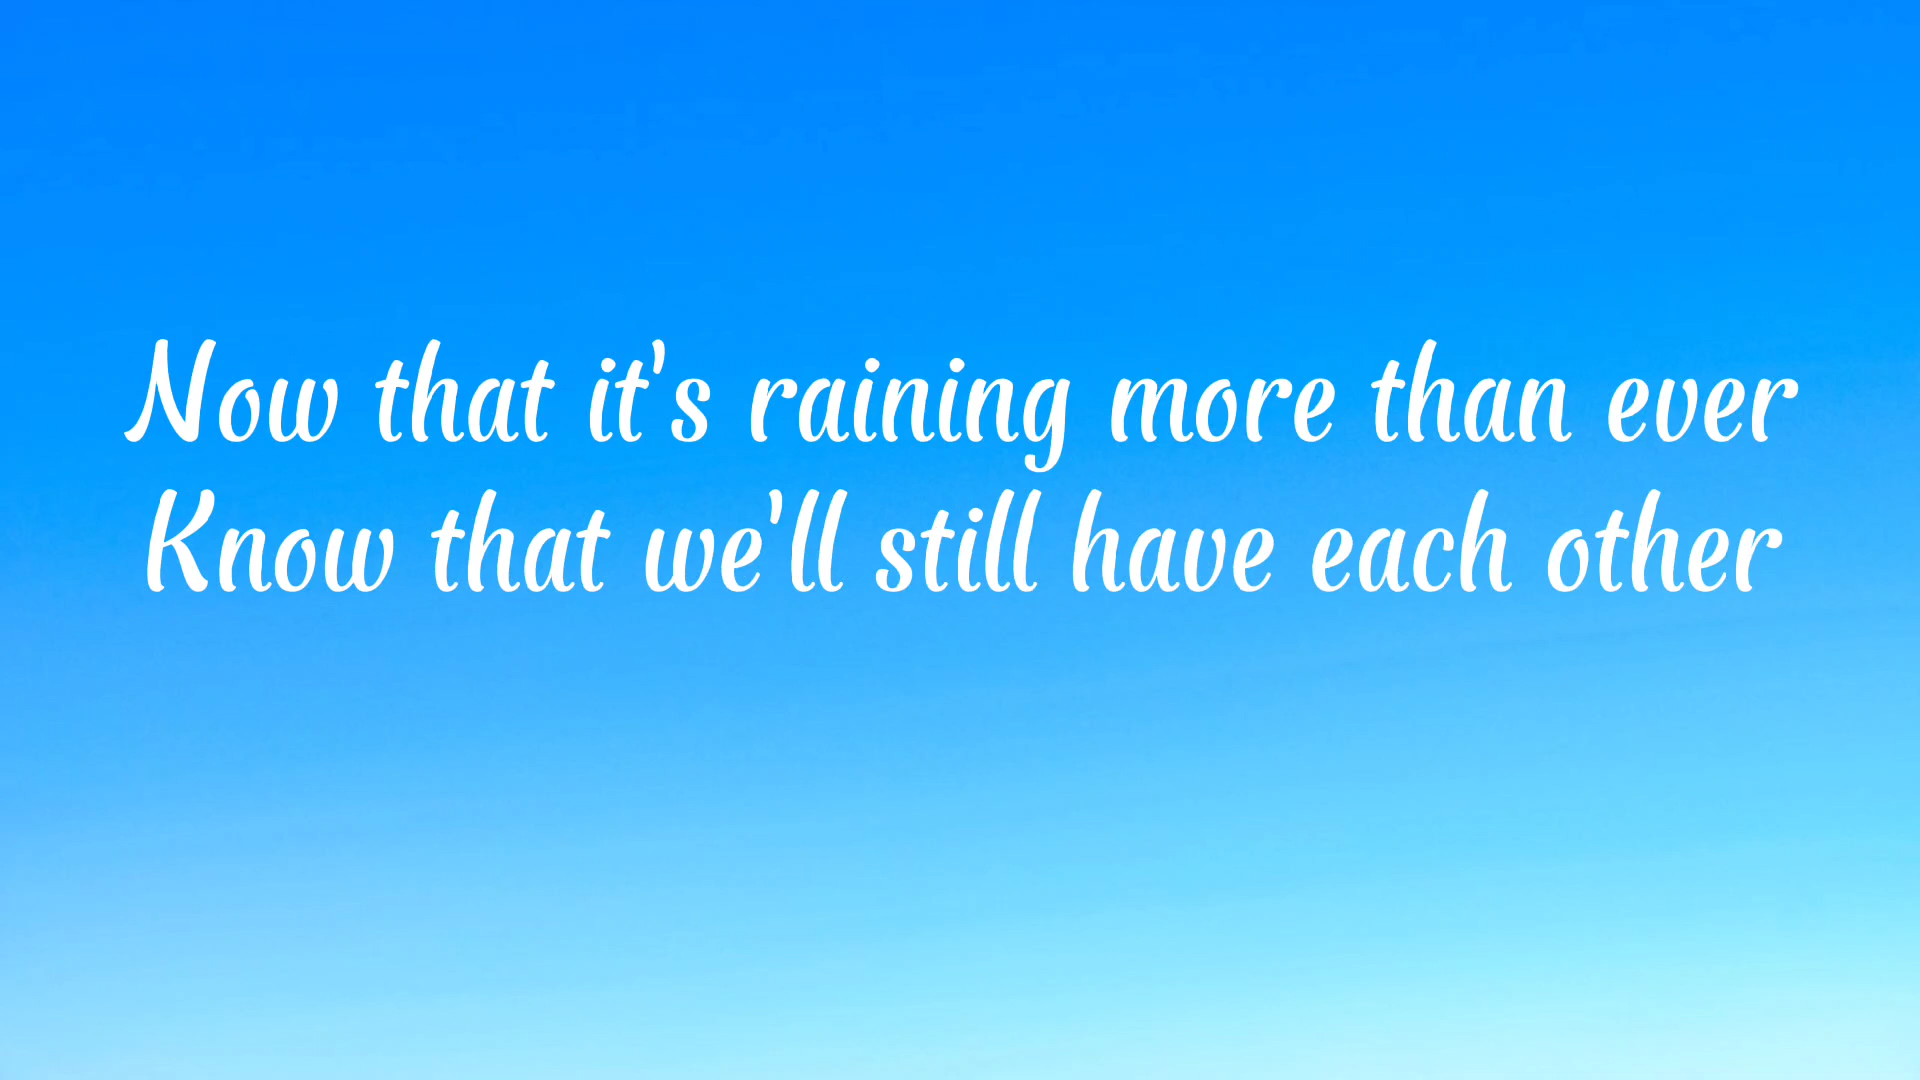 Now that it's raining more than ever
Know that we'll still have each other